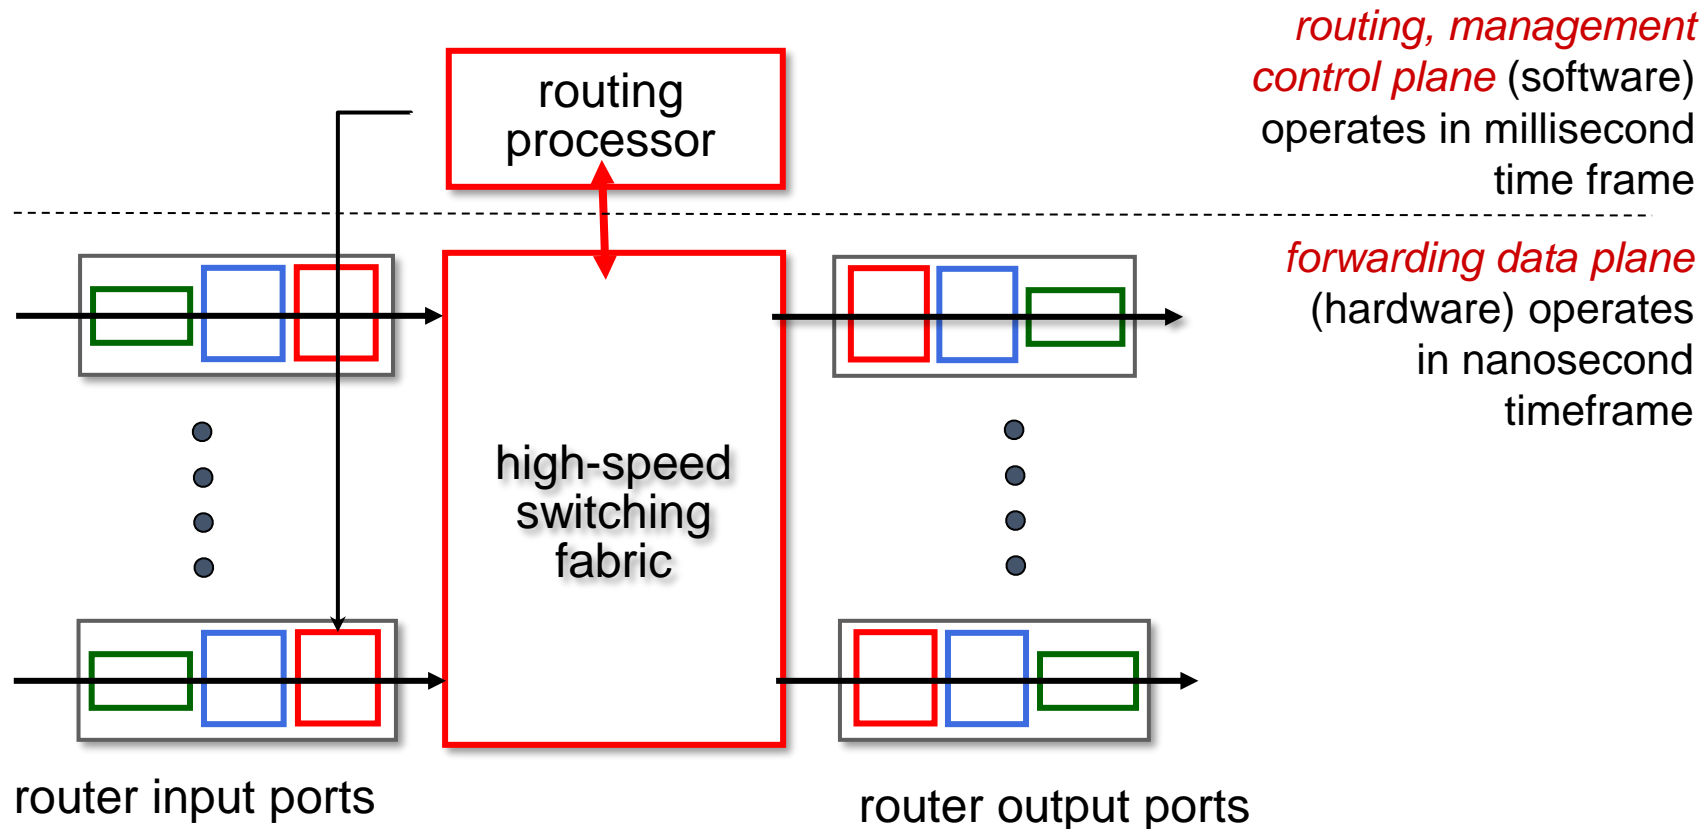 routing, management
control plane (software)
operates in millisecond
time frame
routing
processor
forwarding data plane
(hardware) operates
in nanosecond
timeframe
high-speed
switching
fabric
router input ports
router output ports